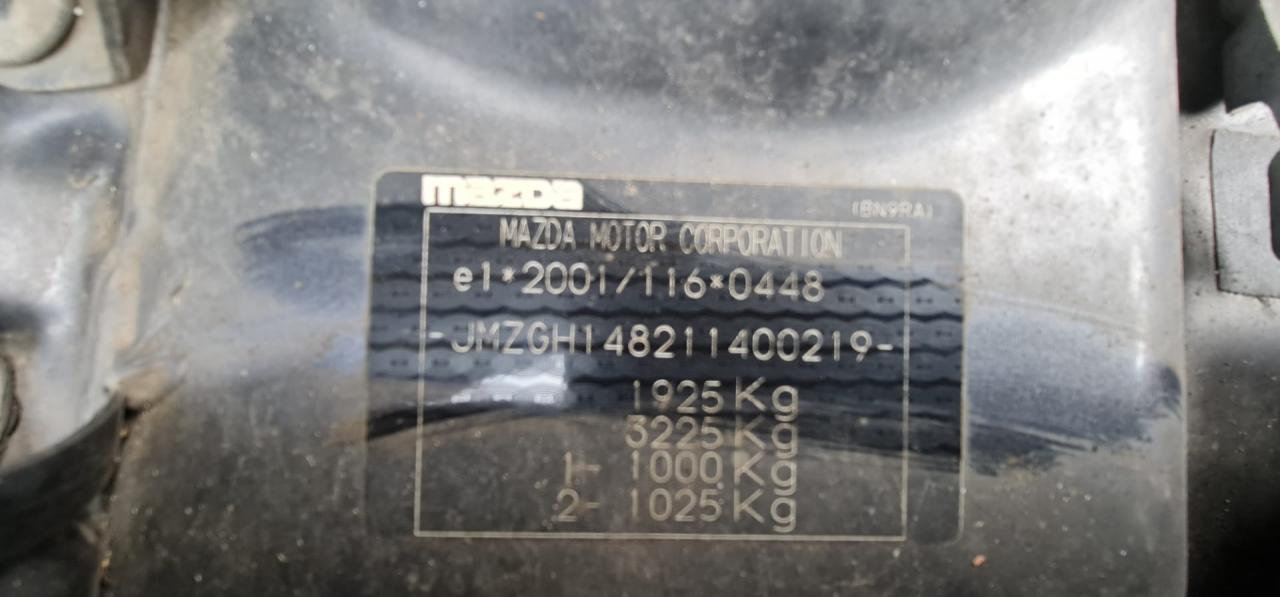 mazda
(BN9RA)
MAZDA MOTOR CORPORATION
e1*2001/116*0448
-JMZGH148211400219-
1925 Kg
3225 Kg
1- 1000 Kg
2- 1025 Kg